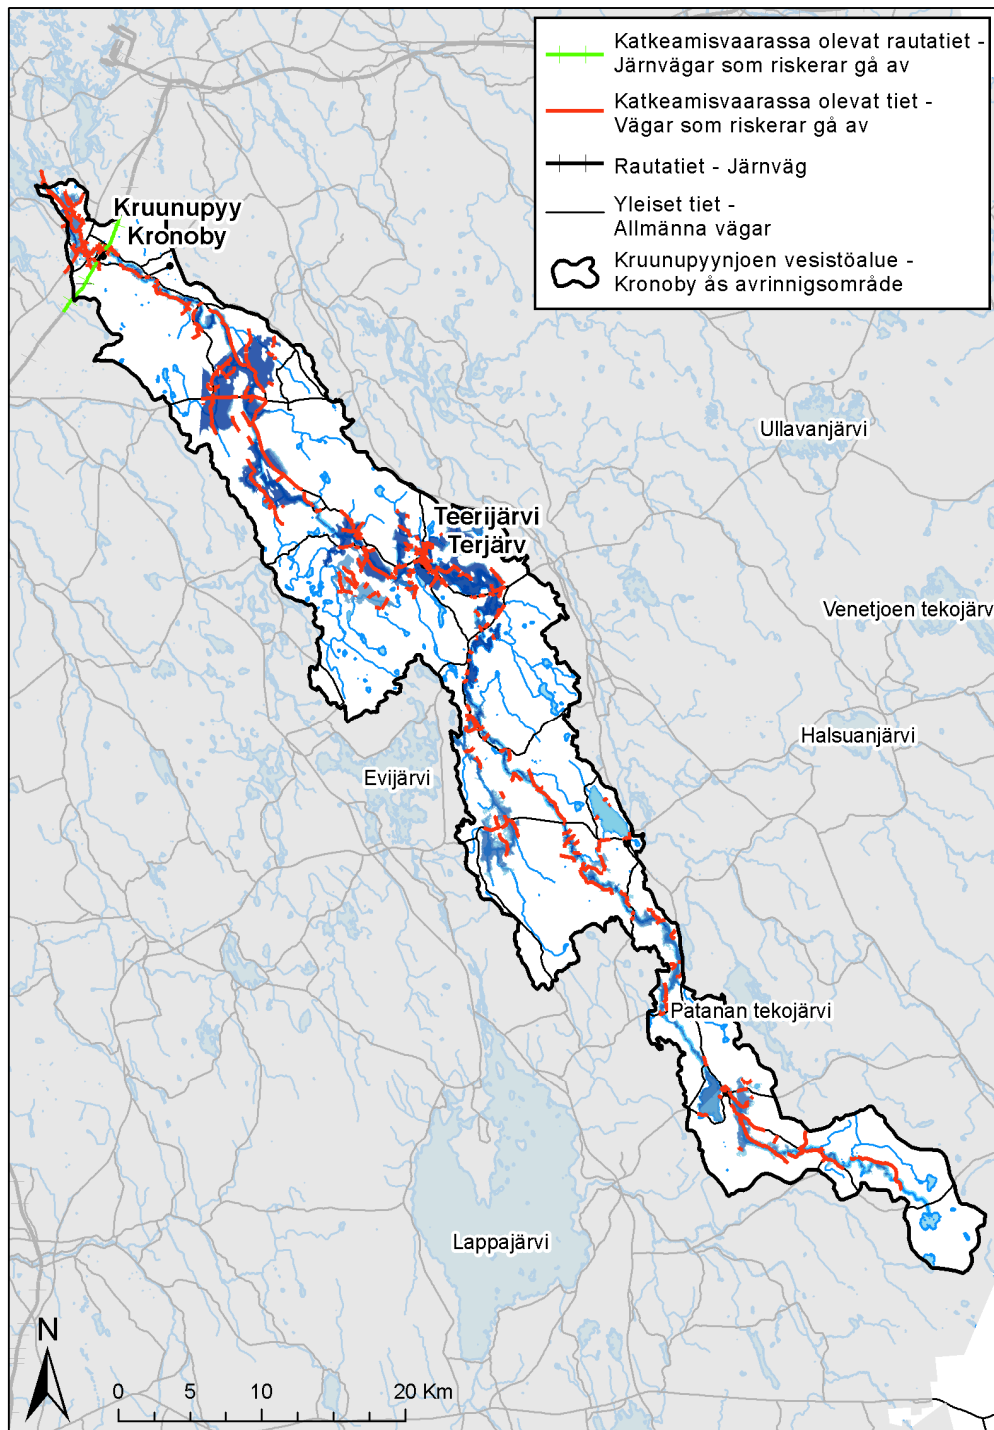 Katkeamisvaarassa olevat rautatiet -
Järnvägar som riskerar gå av
Katkeamisvaarassa olevat tiet -
Vägar som riskerar gå av
Rautatiet - Järnväg
Yleiset tiet -
Allmänna vägar
Kruunupyynjoen vesistöalue -
Kronoby ås avrinnigsområde
Kruunupyy
Kronoby
Ullavanjärvi
Teerijärvi
Terjärv
Venetjoen tekojärv
Halsuanjärvi
Evijärvi
Patanan tekojärvi
Lappajärvi
N
0 5 10 20 Km